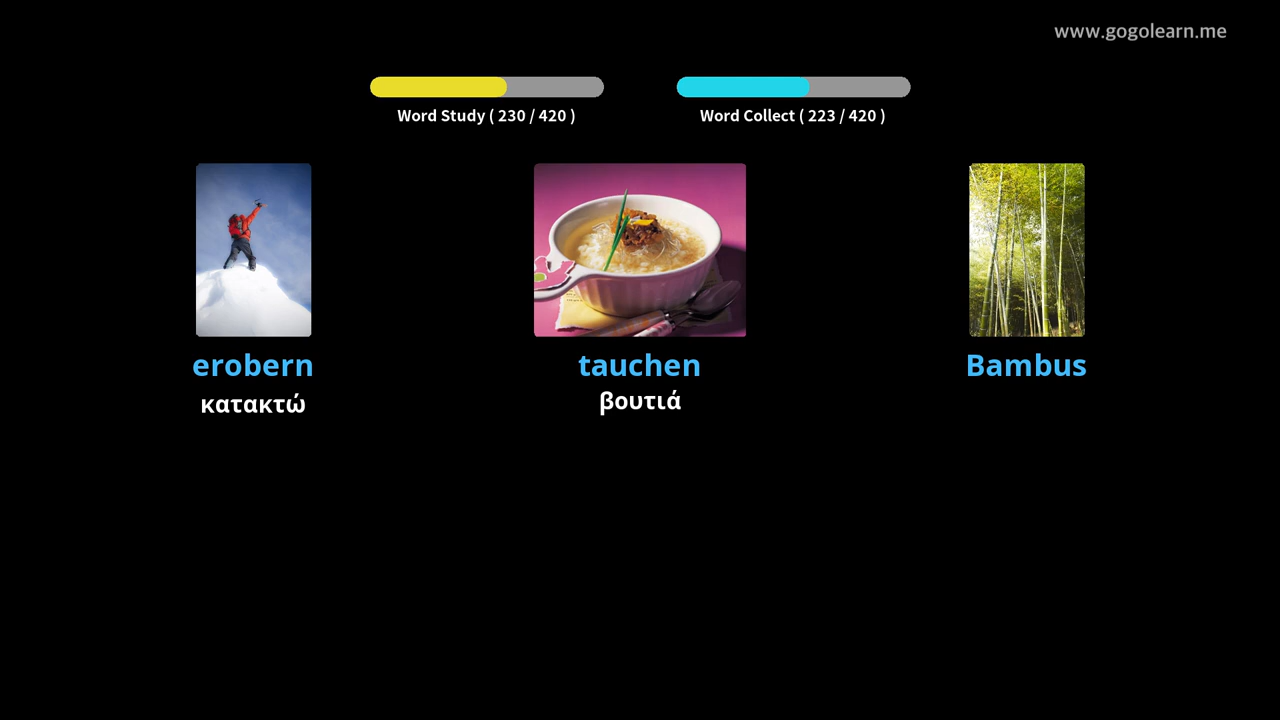 www.gogolearn.me
Word Study ( 230 / 420 )
Word Collect ( 223 / 420 )
erobern
tauchen
Bambus
κατακτώ
βουτιά